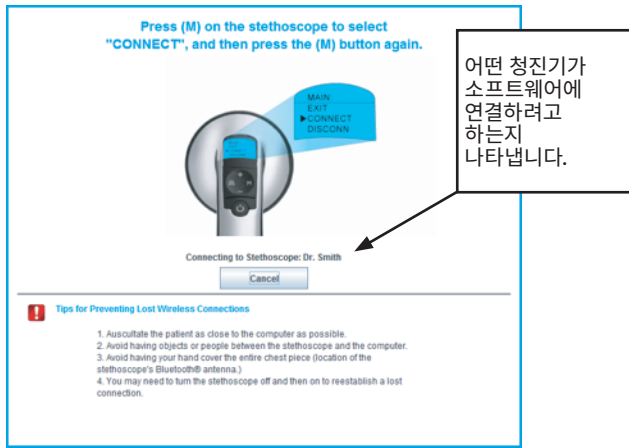 Press (M) on the stethoscope to select
"CONNECT", and then press the (M) button again.
어떤 청진기가
소프트웨어에
연결하려고
하는지
나타냅니다.
MAIN
EXIT
▶CONNECT
DISCONN
M
Connecting to Stethoscope: Dr. Smith
Cancel
Tips for Preventing Lost Wireless Connections
1. Auscultate the patient as close to the computer as possible.
2. Avoid having objects or people between the stethoscope and the computer.
3. Avoid having your hand cover the entire chest piece (location of the
stethoscope's Bluetooth® antenna.)
4. You may need to turn the stethoscope off and then on to reestablish a lost
connection.